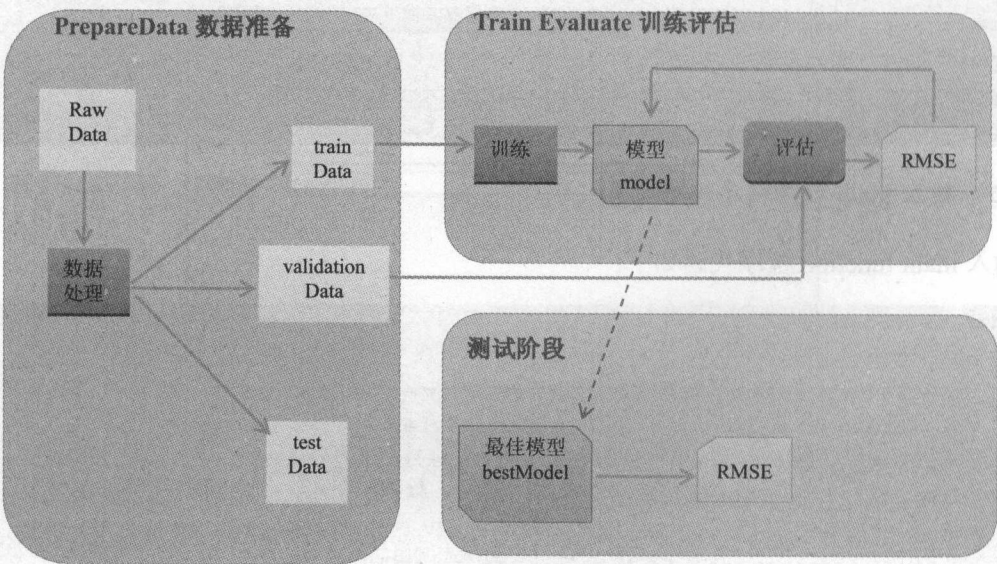 PrepareData 数据准备
Raw
Data
数据
处理
train
Data
validation
Data
test
Data
Train Evaluate 训练评估
训练
模型
model
评估
RMSE
测试阶段
最佳模型
bestModel
RMSE